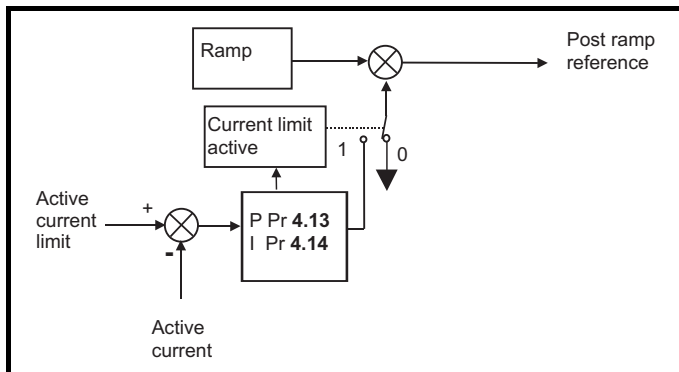 Ramp
Post ramp
reference
Current limit
active
1
0
Active
current
limit
+
-
P Pr 4.13
I Pr 4.14
Active
current